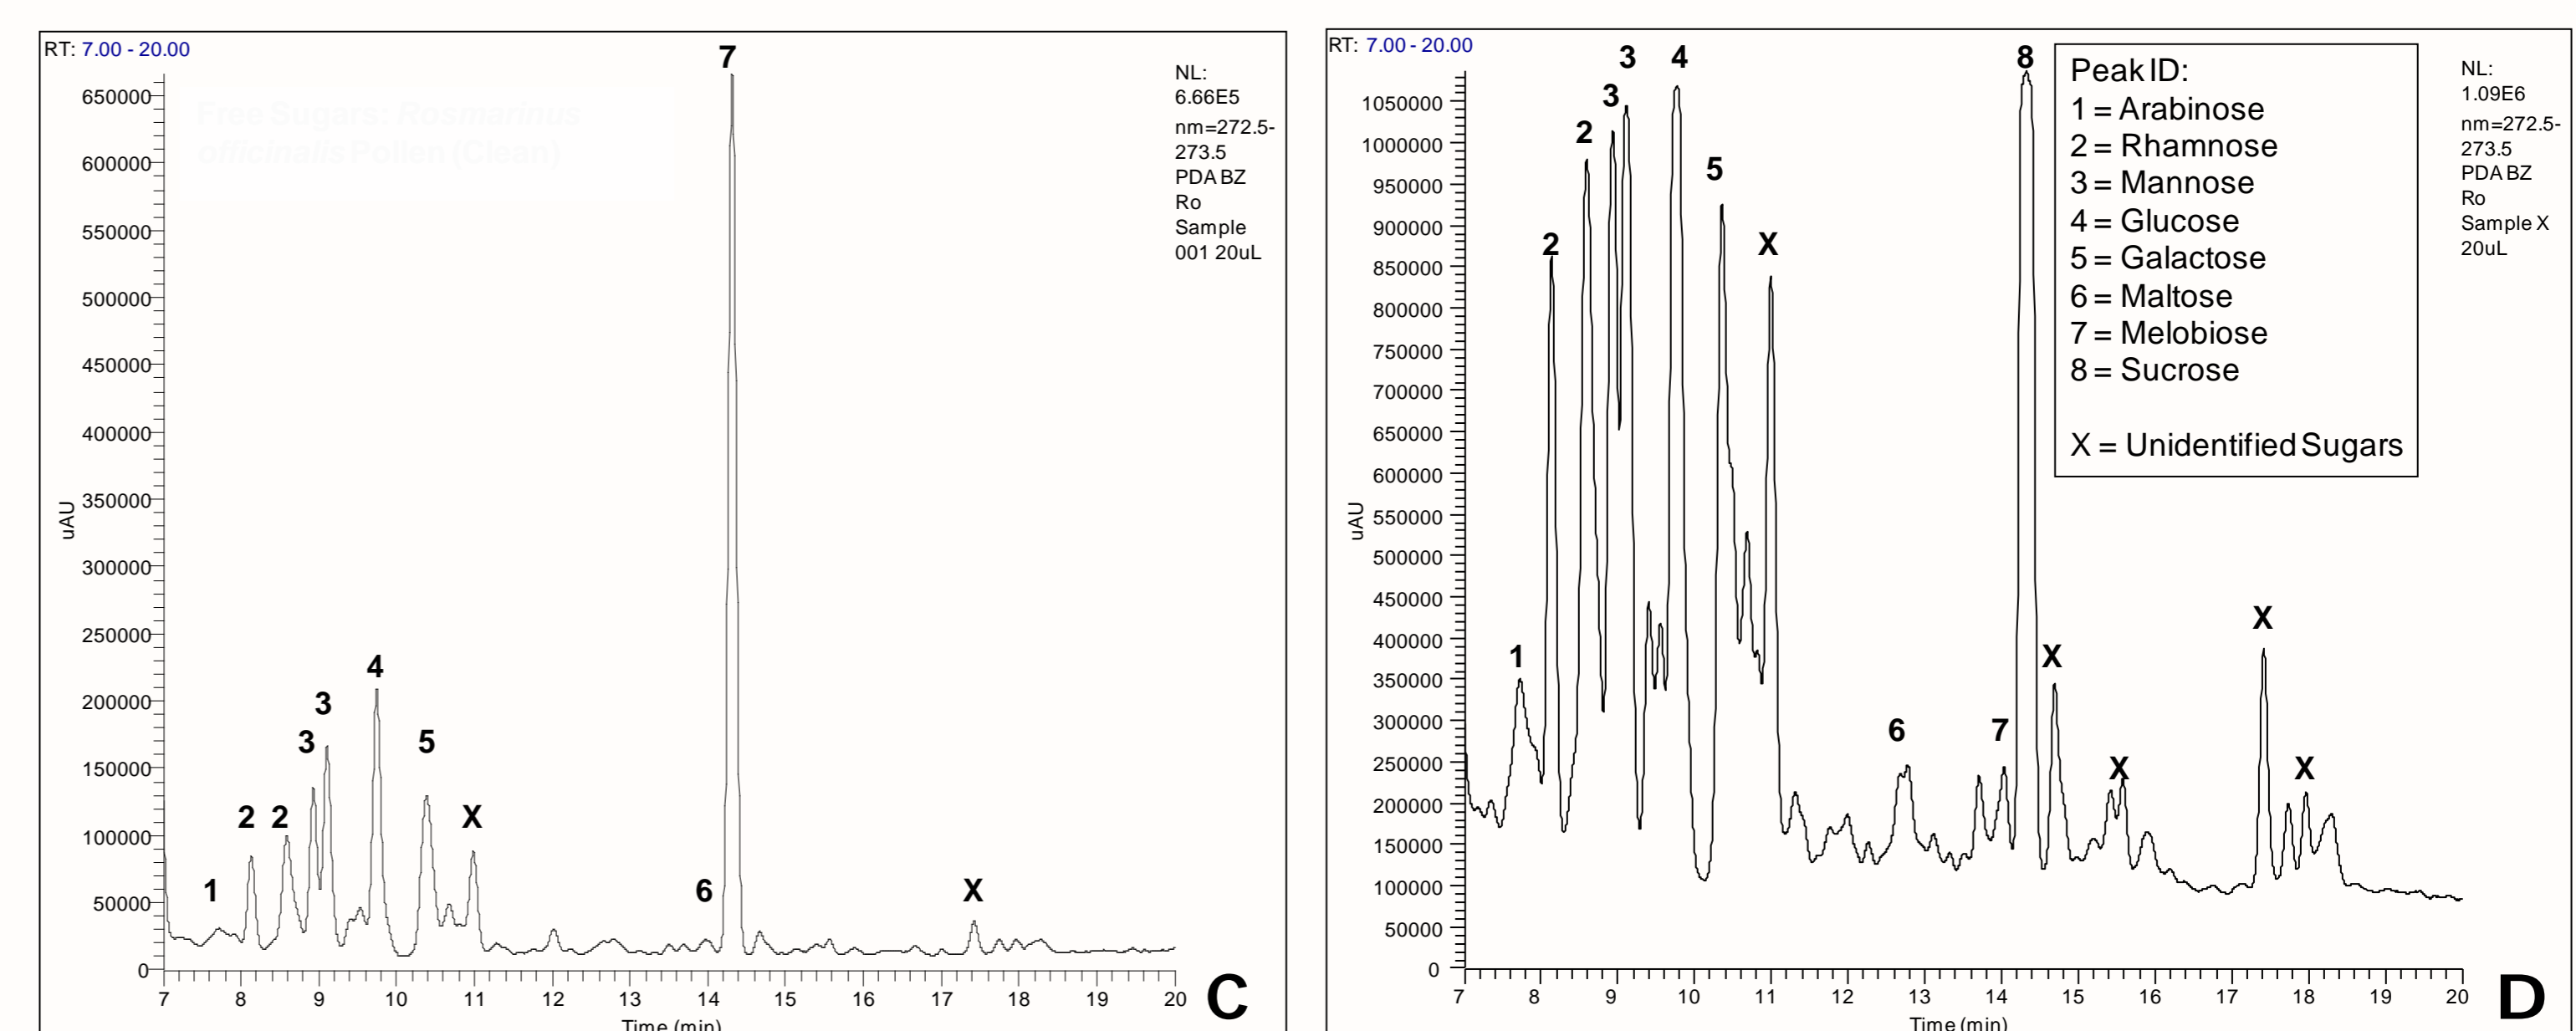 RT: 7.00 - 20.00
7
NL:
6.66E5
nm=272.5-
273.5
PDA BZ
Ro
Sample
001 20uL
Free Sugars: Rosmarinus
officinalis Pollen (Clean)
650000
600000
550000
500000
450000
400000
350000
300000
250000
200000
150000
100000
50000
0
uAU
1
2
2
3
3
4
5
X
6
X
7
8
9
10
11
12
13
14
15
16
17
18
19
20
Time (min)
C
RT: 7.00 - 20.00
3
4
8
3
2
5
2
X
1
6
7
X
X
X
X
Peak ID:
1 = Arabinose
2 = Rhamnose
3 = Mannose
4 = Glucose
5 = Galactose
6 = Maltose
7 = Melobiose
8 = Sucrose
X = Unidentified Sugars
NL:
1.09E6
nm=272.5-
273.5
PDA BZ
Ro
Sample X
20uL
1050000
1000000
950000
900000
850000
800000
750000
700000
650000
600000
550000
500000
450000
400000
350000
300000
250000
200000
150000
100000
50000
0
uAU
7
8
9
10
11
12
13
14
15
16
17
18
19
20
Time (min)
D